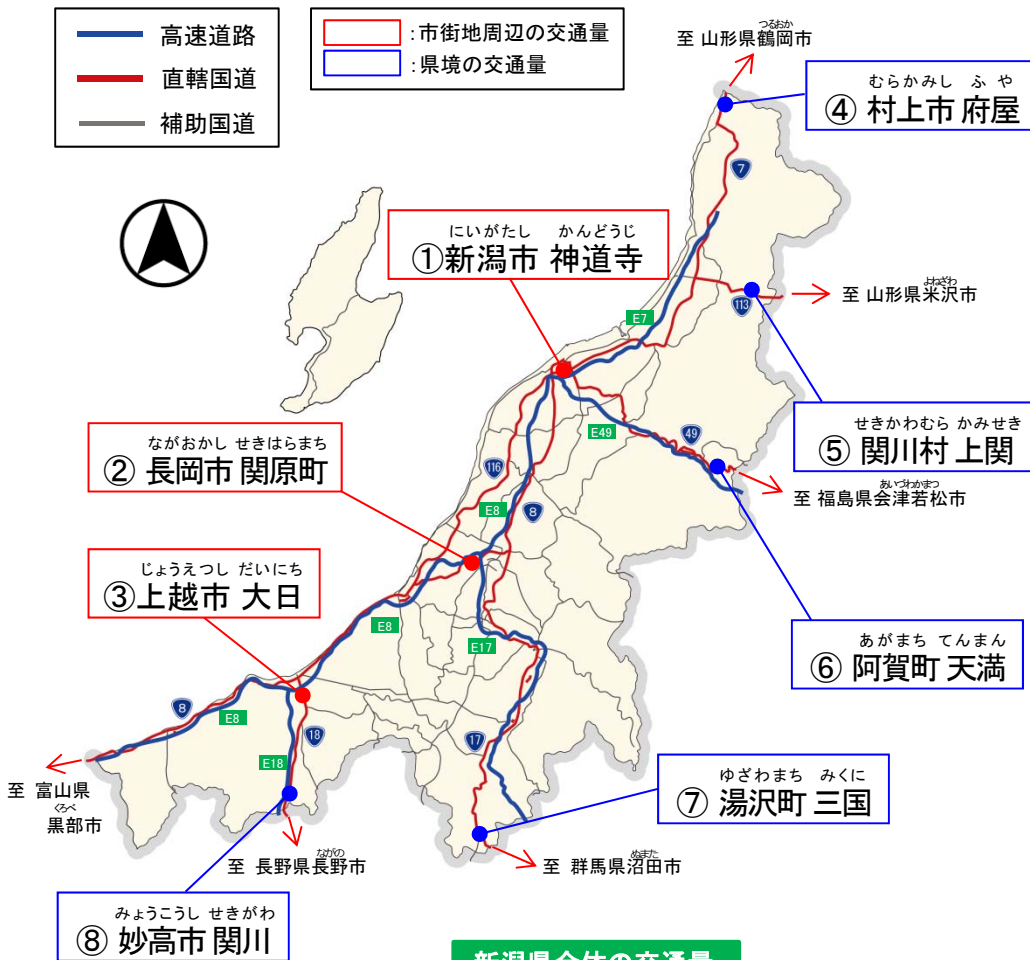 高速道路
直轄国道
補助国道
：市街地周辺の交通量
：県境の交通量
つるおか
至 山形県鶴岡市
むらかみし ふ や
④ 村上市 府屋
7
にいがたし かんどうじ
①新潟市 神道寺
よねざわ
至 山形県米沢市
113
E7
せきかわむら かみせき
⑤ 関川村 上関
49
E49
あいづわかまつ
至 福島県会津若松市
ながおかし せきはらまち
② 長岡市 関原町
116
E8
8
じょうえつし だいにち
③上越市 大日
E8
E17
あがまち てんまん
⑥ 阿賀町 天満
8
E8
18
17
E18
至 富山県
くろべ
黒部市
ゆざわまち みくに
⑦ 湯沢町 三国
ながの
至 長野県長野市
ぬまた
至 群馬県沼田市
みょうこうし せきがわ
⑧ 妙高市 関川
新潟県全体の交通量